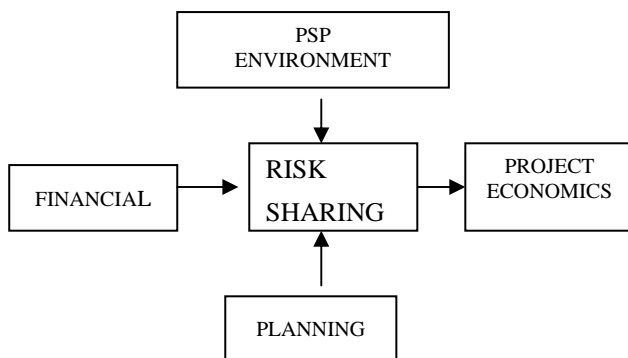 PSP
ENVIRONMENT
FINANCIAL
RISK
SHARING
PROJECT
ECONOMICS
PLANNING